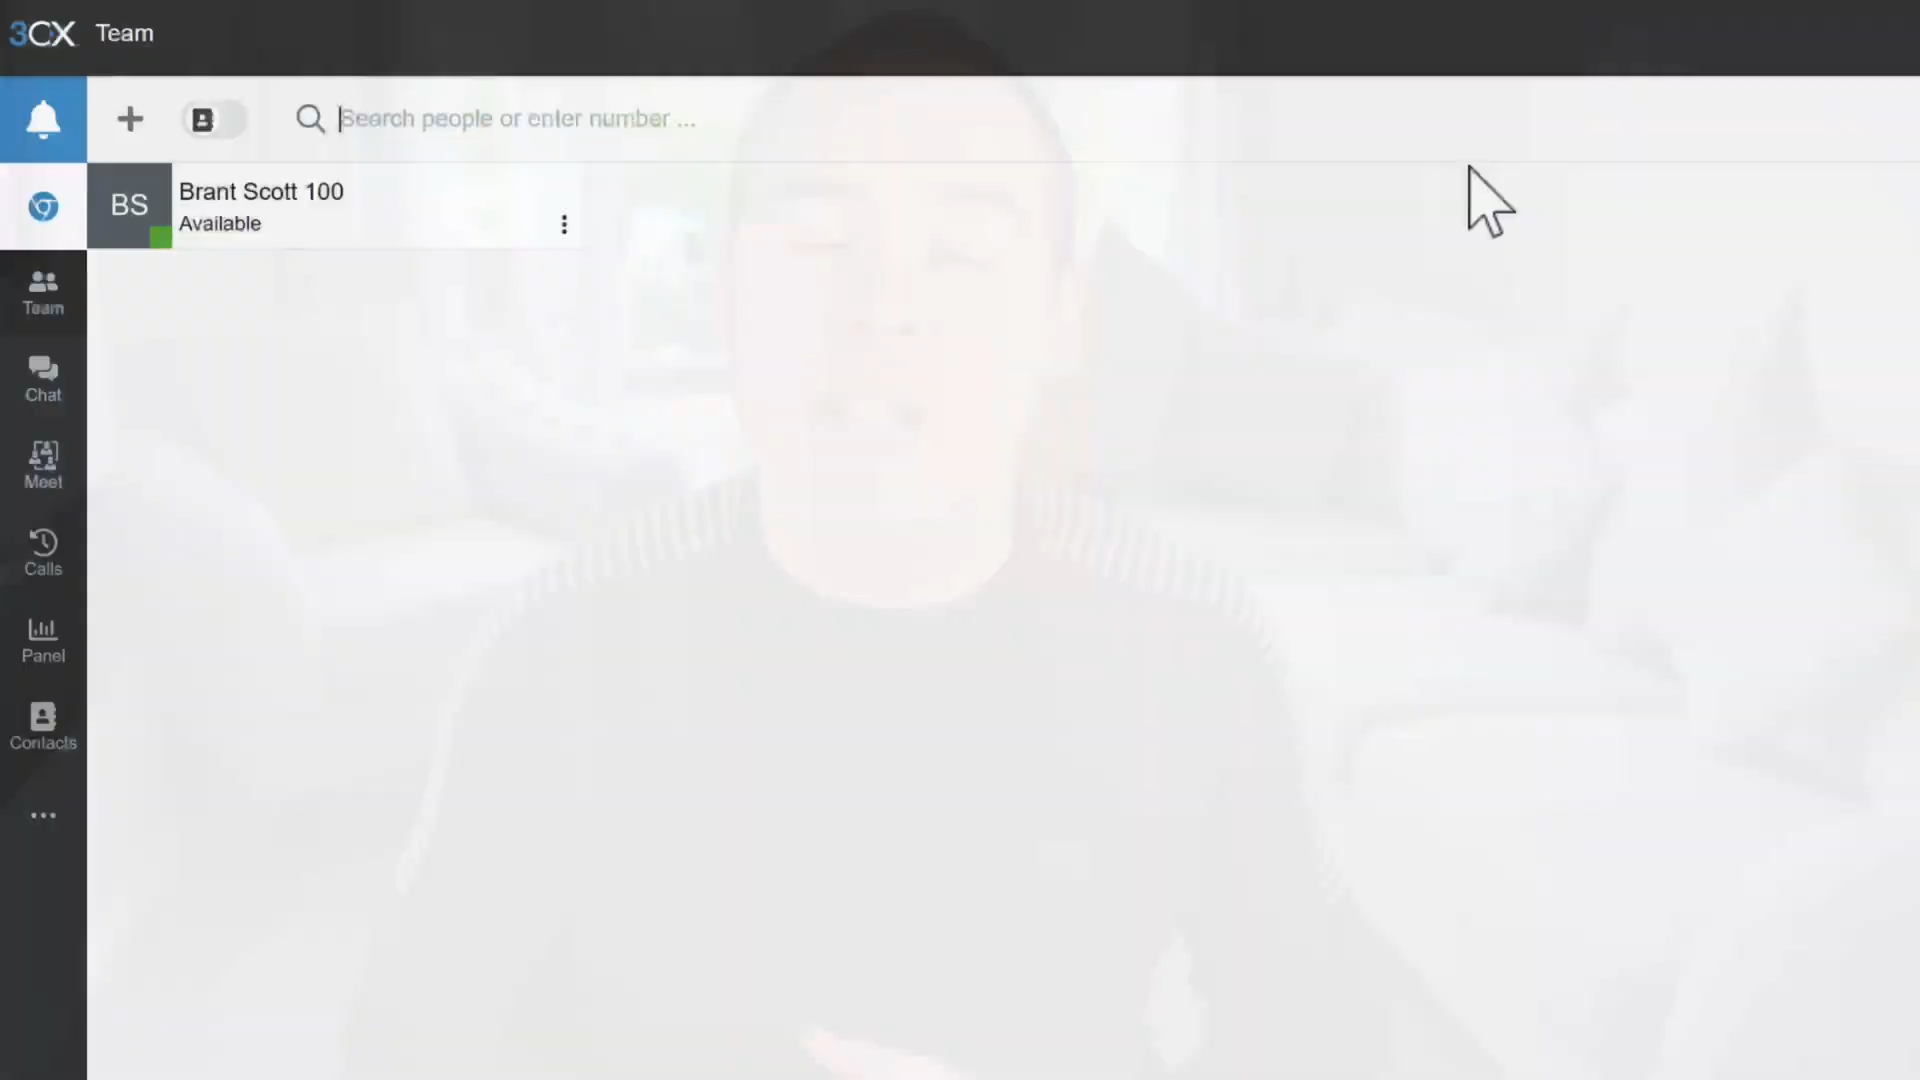 3CX Team
Search people or enter number ...
BS
Brant Scott 100
Available
Team
Chat
Meet
Calls
Panel
Contacts